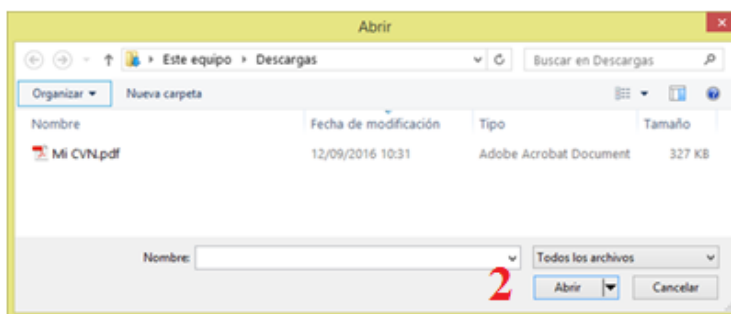 Abrir
Este equipo Descargas
Buscar en Descargas
Organizar Nueva carpeta
Nombre Fecha de modificación Tipo Tamaño
Mi CVN.pdf 12/09/2016 10:31 Adobe Acrobat Document 327 KB
Nombre: Todos los archivos
2 Abrir Cancelar